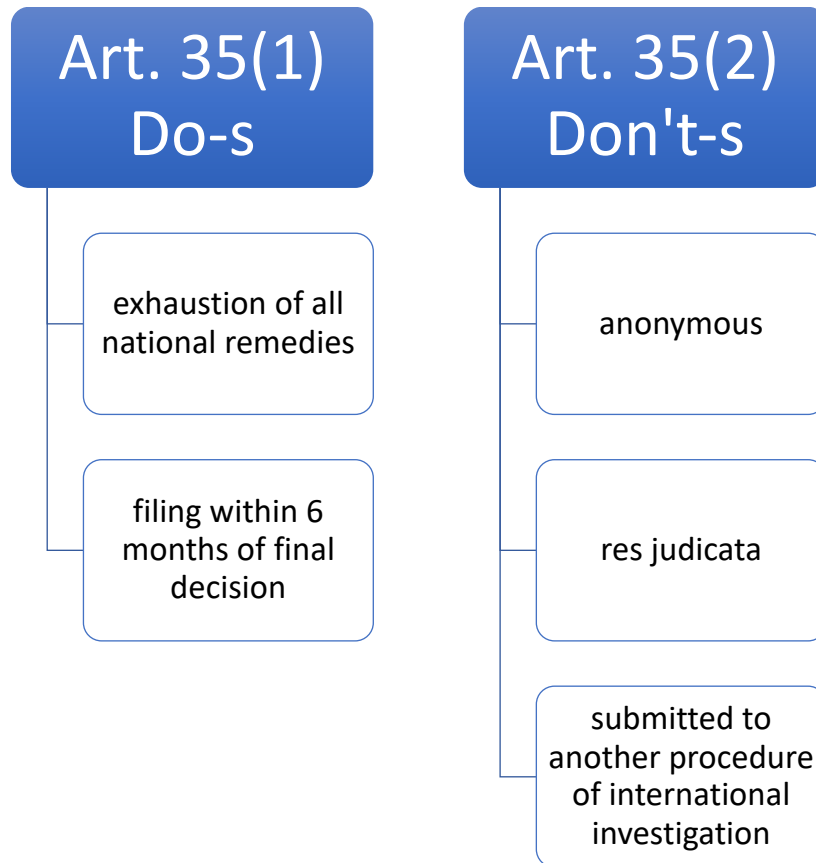 Art. 35(1)
Do-s
exhaustion of all
national remedies
filing within 6
months of final
decision
Art. 35(2)
Don't-s
anonymous
res judicata
submitted to
another procedure
of international
investigation